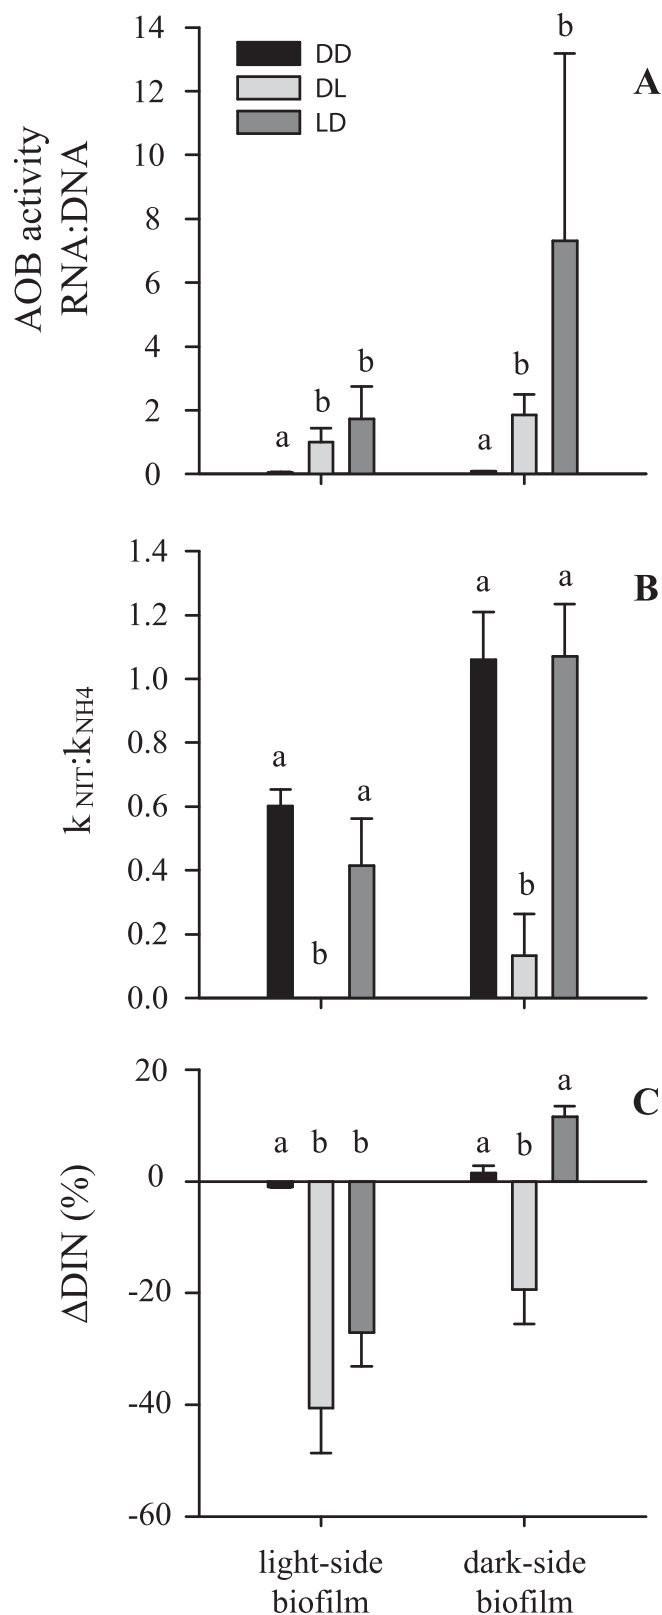 14
12
10
8
6
4
2
0
AOB activity
RNA:DNA
DD
DL
LD
A
a
b
b
a
b
b
1.4
1.2
1.0
0.8
0.6
0.4
0.2
0.0
k NIT:kNH4
B
a
b
a
a
b
a
20
0
-20
-40
-60
ΔDIN (%)
C
a
b
b
a
b
a
light-side
biofilm
dark-side
biofilm